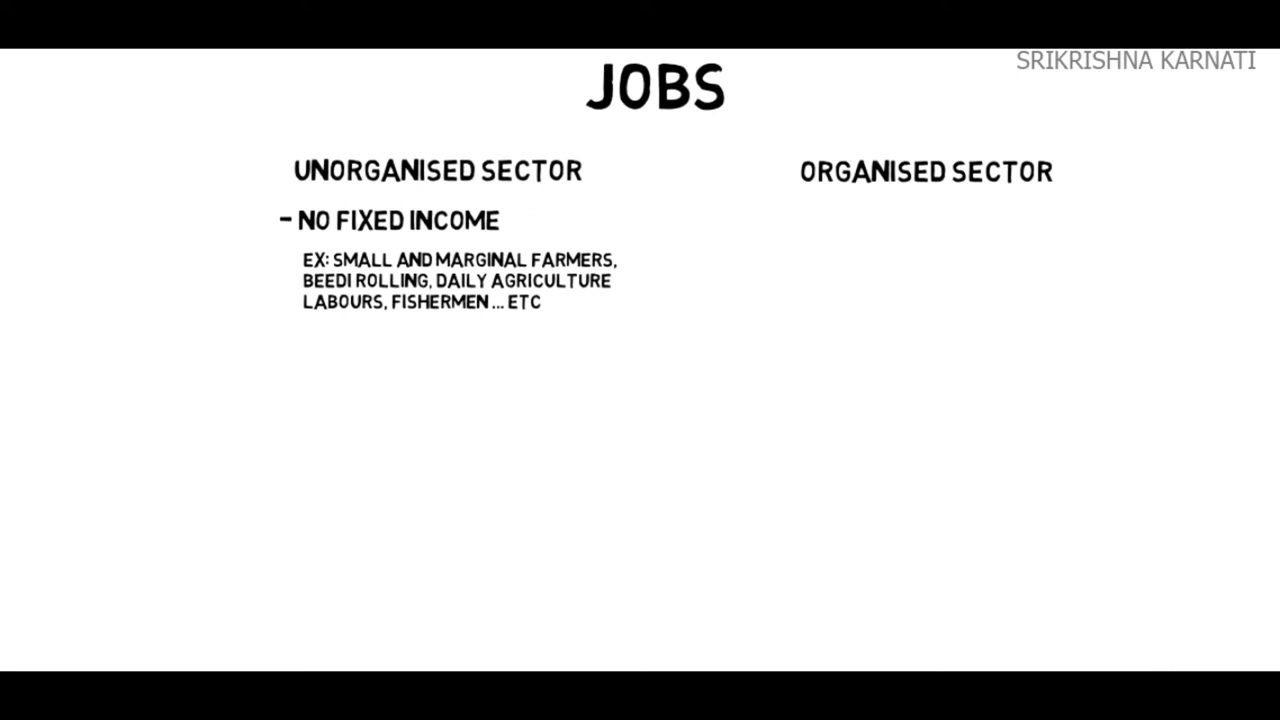 SRIKRISHNA KARNATI
JOBS
UNORGANISED SECTOR
ORGANISED SECTOR
- NO FIXED INCOME
EX: SMALL AND MARGINAL FARMERS,
BEEDI ROLLING, DAILY AGRICULTURE
LABOURS, FISHERMEN ... ETC